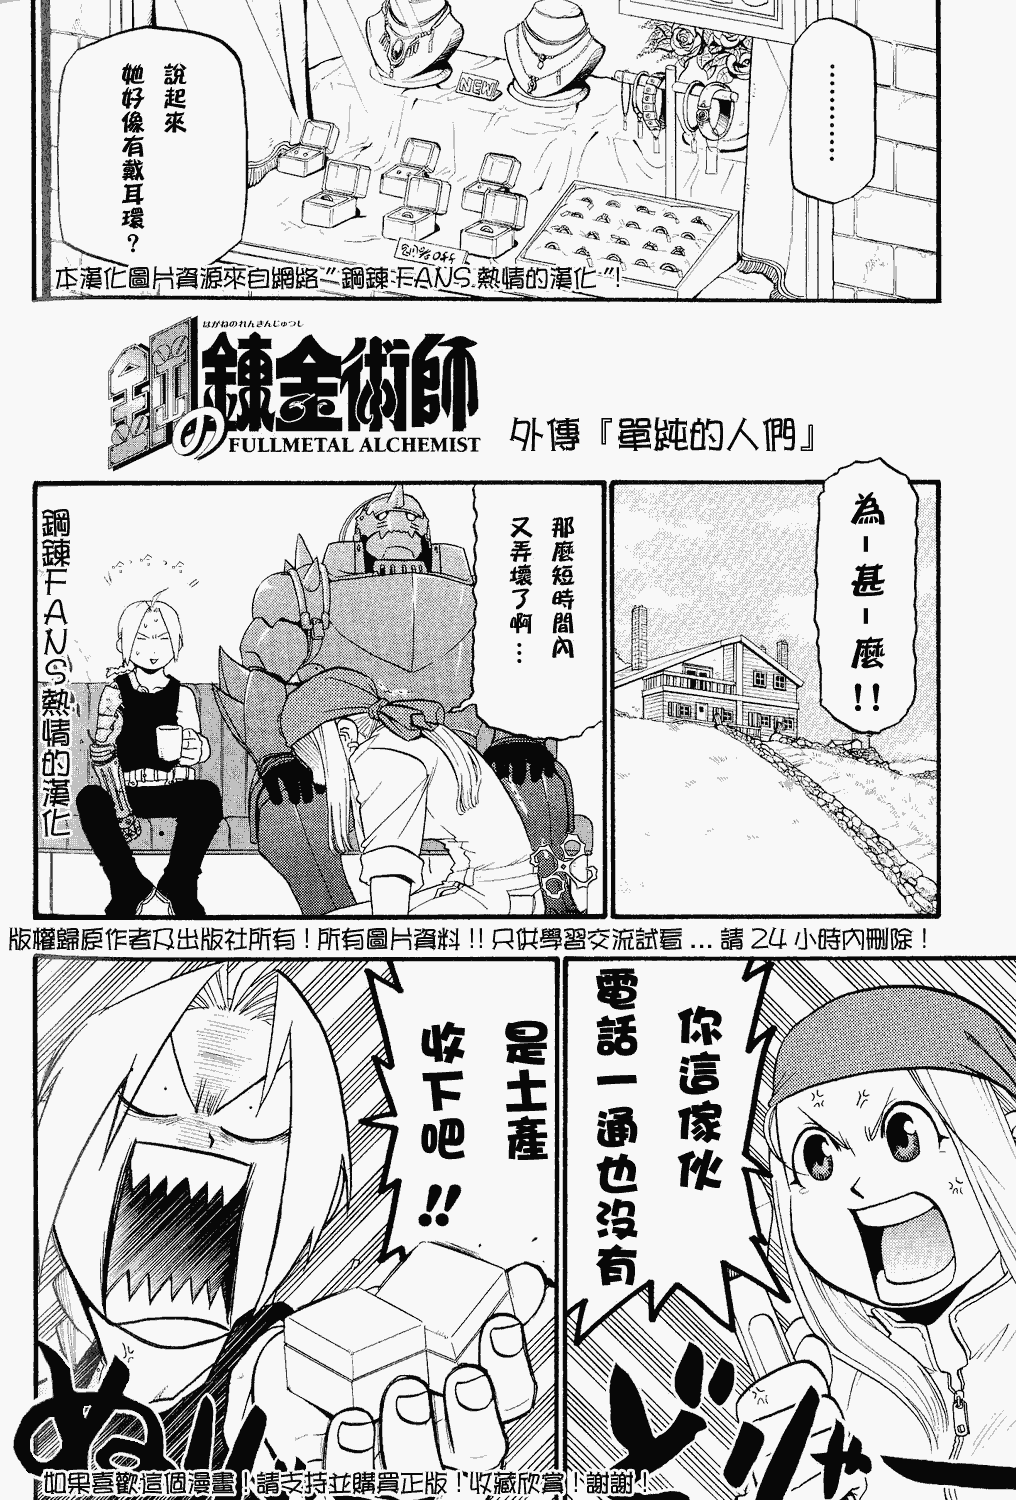 …………
說起來
她好像有戴耳環？
NEW
本漢化圖片資源來自網絡“鋼鍊FANS熱情的漢化”!
はがねのれんきんじゅつし
鋼の錬金術師
FULLMETAL ALCHEMIST
外傳『單純的人們』
為－甚－麼!!
那麼短時間內
又弄壞了啊…
鋼鍊FANS熱情的漢化
版權歸原作者及出版社所有！所有圖片資料!!只供學習交流試看...請24小時內刪除！
你這傢伙
電話一通也沒有
是土產
收下吧!!
ドリャー
如果喜歡這個漫畫！請支持並購買正版！收藏欣賞！謝謝！